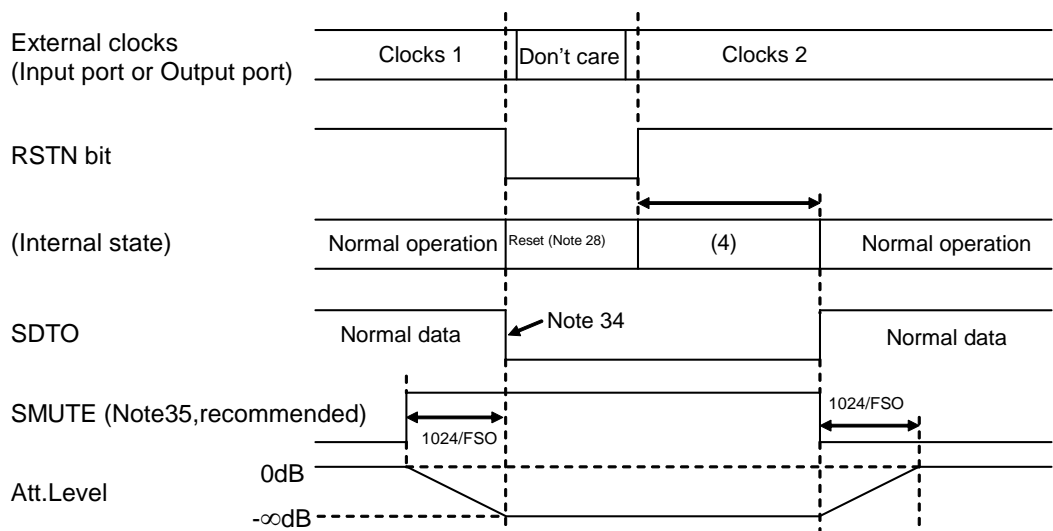 External clocks
(Input port or Output port)
Clocks 1
Don't care
Clocks 2
RSTN bit
(Internal state)
Normal operation
Reset (Note 28)
(4)
Normal operation
SDTO
Normal data
Note 34
Normal data
SMUTE (Note35,recommended)
1024/FSO
1024/FSO
Att.Level
0dB
-∞dB